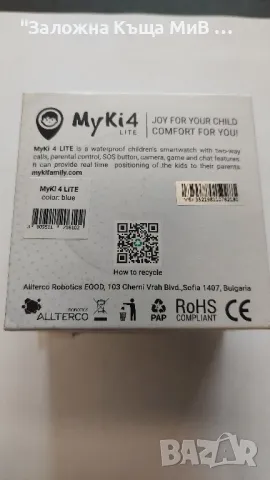 "Заложна Къща МиВ ...
MyKi4
LITE
JOY FOR YOUR CHILD
COMFORT FOR YOU!
MyKi 4 LITE is a waterproof children's smartwatch with two-way
calls, parental control, SOS button, camera, game and chat features.
It can provide real time positioning of the kids to their parents.
mykifamily.com
MyKi 4 LITE
color: blue
How to recycle
Allterco Robotics EOOD, 103 Cherni Vrah Blvd., Sofia 1407, Bulgaria
ALLTERCO
ROBOTICS
PAP
CE
RoHS
COMPLIANT
bazar